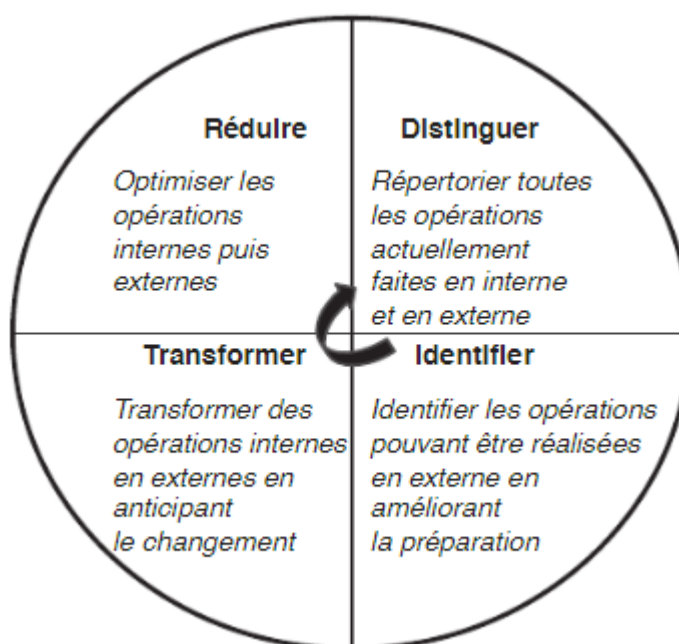 Réduire
Optimiser les
opérations
internes puis
externes
Distinguer
Répertorier toutes
les opérations
actuellement
faites en interne
et en externe
Transformer
Transformer des
opérations internes
en externes en
anticipant
le changement
Identifier
Identifier les opérations
pouvant être réalisées
en externe en
améliorant
la préparation